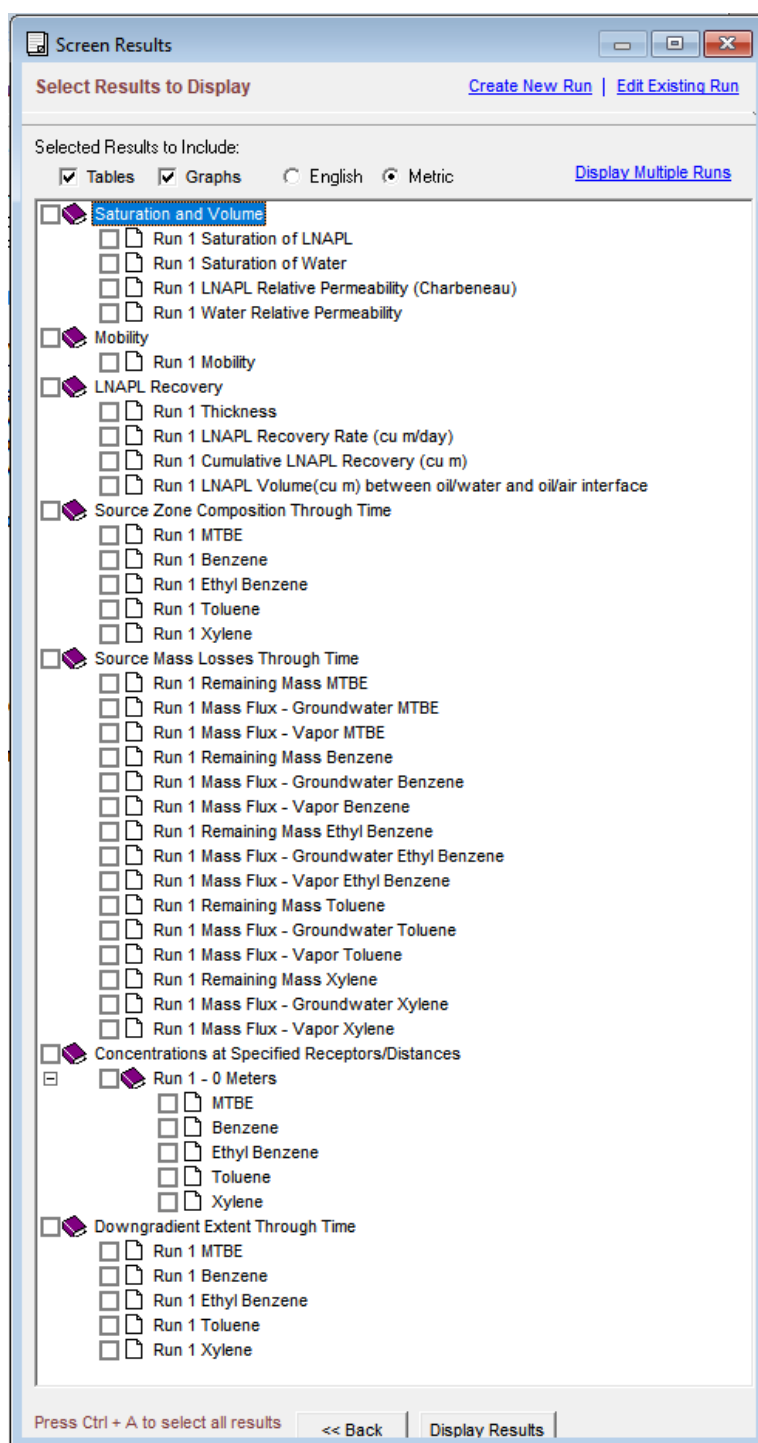 Screen Results
Select Results to Display Create New Run | Edit Existing Run
Selected Results to Include:
Tables Graphs English Metric Display Multiple Runs
Saturation and Volume
Run 1 Saturation of LNAPL
Run 1 Saturation of Water
Run 1 LNAPL Relative Permeability (Charbeneau)
Run 1 Water Relative Permeability
Mobility
Run 1 Mobility
LNAPL Recovery
Run 1 Thickness
Run 1 LNAPL Recovery Rate (cu m/day)
Run 1 Cumulative LNAPL Recovery (cu m)
Run 1 LNAPL Volume(cu m) between oil/water and oil/air interface
Source Zone Composition Through Time
Run 1 MTBE
Run 1 Benzene
Run 1 Ethyl Benzene
Run 1 Toluene
Run 1 Xylene
Source Mass Losses Through Time
Run 1 Remaining Mass MTBE
Run 1 Mass Flux - Groundwater MTBE
Run 1 Mass Flux - Vapor MTBE
Run 1 Remaining Mass Benzene
Run 1 Mass Flux - Groundwater Benzene
Run 1 Mass Flux - Vapor Benzene
Run 1 Remaining Mass Ethyl Benzene
Run 1 Mass Flux - Groundwater Ethyl Benzene
Run 1 Mass Flux - Vapor Ethyl Benzene
Run 1 Remaining Mass Toluene
Run 1 Mass Flux - Groundwater Toluene
Run 1 Mass Flux - Vapor Toluene
Run 1 Remaining Mass Xylene
Run 1 Mass Flux - Groundwater Xylene
Run 1 Mass Flux - Vapor Xylene
Concentrations at Specified Receptors/Distances
Run 1 - 0 Meters
MTBE
Benzene
Ethyl Benzene
Toluene
Xylene
Downgradient Extent Through Time
Run 1 MTBE
Run 1 Benzene
Run 1 Ethyl Benzene
Run 1 Toluene
Run 1 Xylene
Press Ctrl + A to select all results << Back Display Results